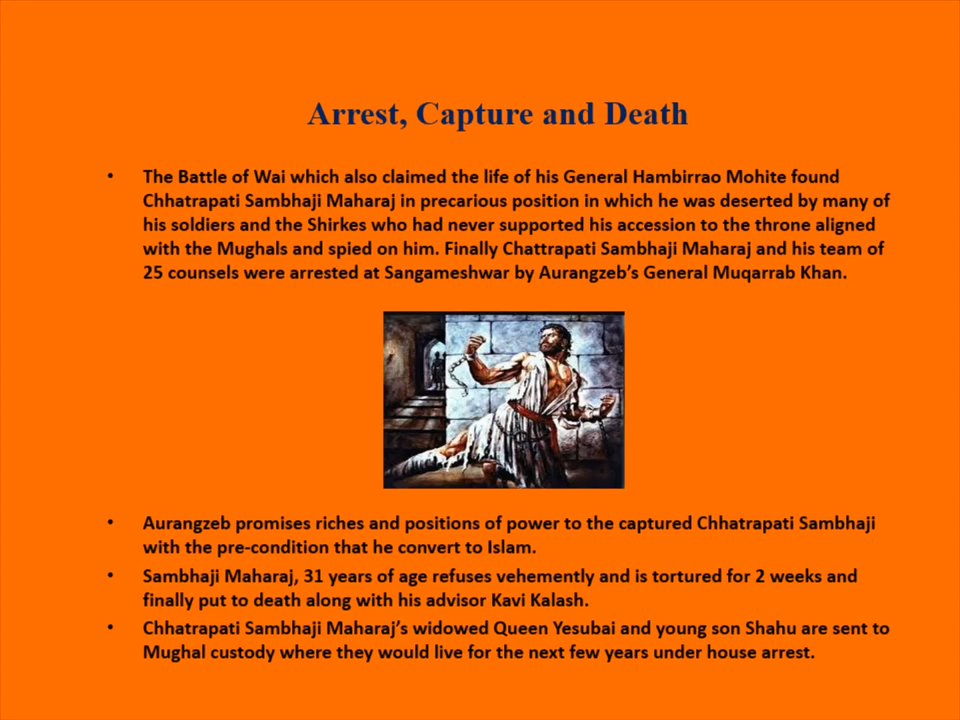 Arrest, Capture and Death
• The Battle of Wai which also claimed the life of his General Hambirrao Mohite found
Chhatrapati Sambhaji Maharaj in precarious position in which he was deserted by many of
his soldiers and the Shirkes who had never supported his accession to the throne aligned
with the Mughals and spied on him. Finally Chattrapati Sambhaji Maharaj and his team of
25 counsels were arrested at Sangameshwar by Aurangzeb’s General Muqarrab Khan.
• Aurangzeb promises riches and positions of power to the captured Chhatrapati Sambhaji
with the pre-condition that he convert to Islam.
• Sambhaji Maharaj, 31 years of age refuses vehemently and is tortured for 2 weeks and
finally put to death along with his advisor Kavi Kalash.
• Chhatrapati Sambhaji Maharaj’s widowed Queen Yesubai and young son Shahu are sent to
Mughal custody where they would live for the next few years under house arrest.